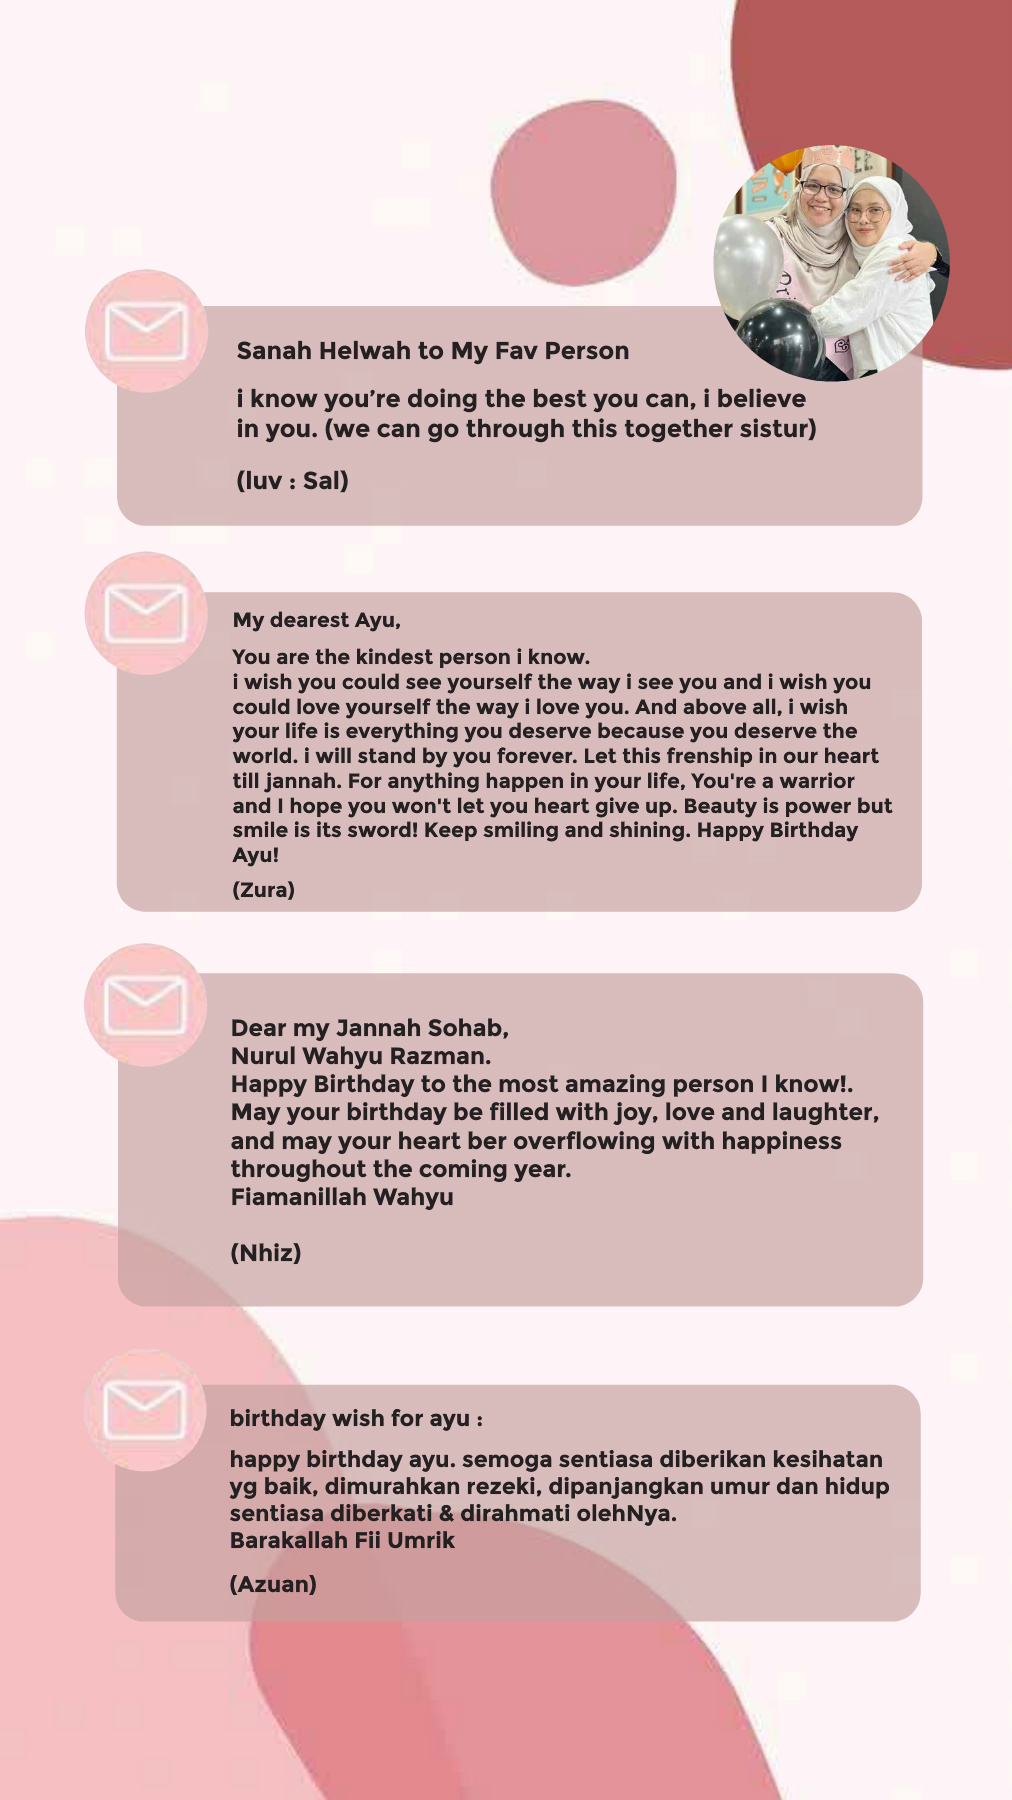 Sanah Helwah to My Fav Person
i know you’re doing the best you can, i believe
in you. (we can go through this together sistur)
(luv : Sal)
My dearest Ayu,
You are the kindest person i know.
i wish you could see yourself the way i see you and i wish you
could love yourself the way i love you. And above all, i wish
your life is everything you deserve because you deserve the
world. i will stand by you forever. Let this frenship in our heart
till jannah. For anything happen in your life, You're a warrior
and I hope you won't let you heart give up. Beauty is power but
smile is its sword! Keep smiling and shining. Happy Birthday
Ayu!
(Zura)
Dear my Jannah Sohab,
Nurul Wahyu Razman.
Happy Birthday to the most amazing person I know!.
May your birthday be filled with joy, love and laughter,
and may your heart ber overflowing with happiness
throughout the coming year.
Fiamanillah Wahyu
(Nhiz)
birthday wish for ayu :
happy birthday ayu. semoga sentiasa diberikan kesihatan
yg baik, dimurahkan rezeki, dipanjangkan umur dan hidup
sentiasa diberkati & dirahmati olehNya.
Barakallah Fii Umrik
(Azuan)